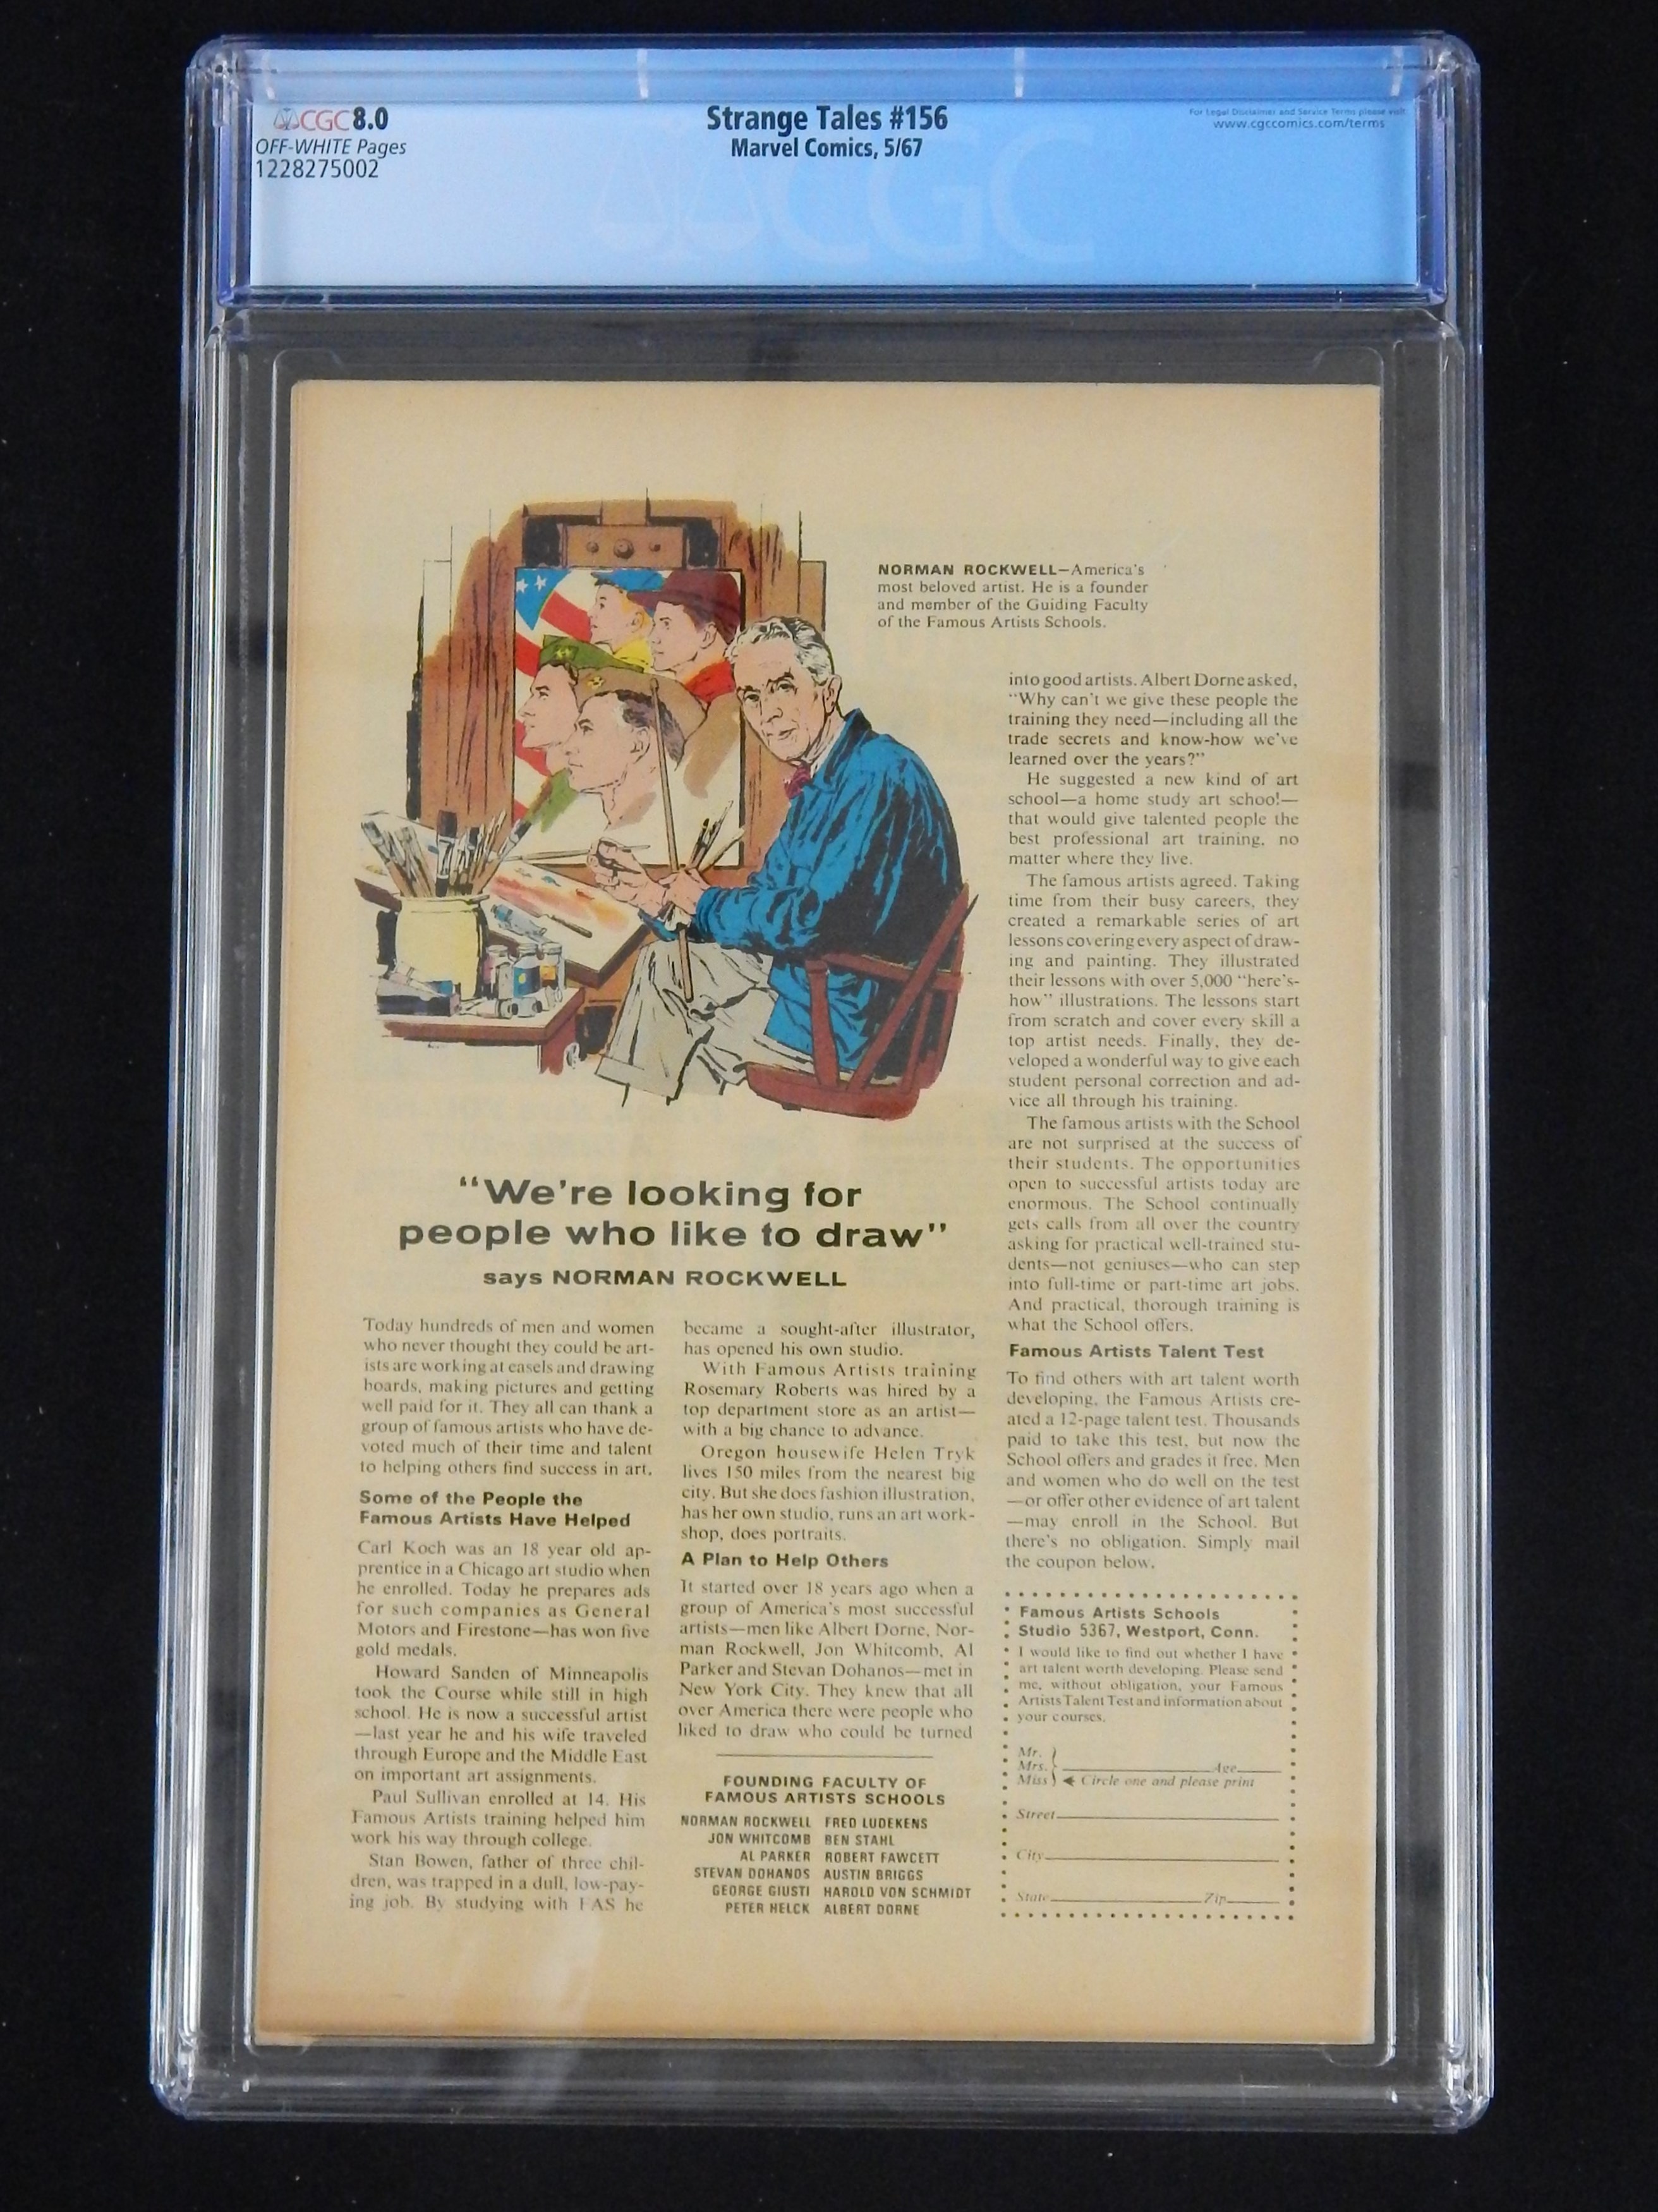 CGC 8.0
OFF-WHITE Pages
1228275002
Strange Tales #156
Marvel Comics, 5/67
For Legal Disclaimer and Service Terms please visit
www.cgccomics.com/terms
CGC
NORMAN ROCKWELL—America's
most beloved artist. He is a founder
and member of the Guiding Faculty
of the Famous Artists Schools.
"We're looking for
people who like to draw"
says NORMAN ROCKWELL
Today hundreds of men and women
who never thought they could be art-
ists are working at easels and drawing
boards, making pictures and getting
well paid for it. They all can thank a
group of famous artists who have de-
voted much of their time and talent
to helping others find success in art.
Some of the People the
Famous Artists Have Helped
Carl Koch was an 18 year old ap-
prentice in a Chicago art studio when
he enrolled. Today he prepares ads
for such companies as General
Motors and Firestone—has won five
gold medals.
Howard Sanden of Minneapolis
took the Course while still in high
school. He is now a successful artist
—last year he and his wife traveled
through Europe and the Middle East
on important art assignments.
Paul Sullivan enrolled at 14. His
Famous Artists training helped him
work his way through college.
Stan Bowen, father of three chil-
dren, was trapped in a dull, low-pay-
ing job. By studying with FAS he
became a sought-after illustrator,
has opened his own studio.
With Famous Artists training
Rosemary Roberts was hired by a
top department store as an artist—
with a big chance to advance.
Oregon housewife Helen Tryk
lives 150 miles from the nearest big
city. But she does fashion illustration,
has her own studio, runs an art work-
shop, does portraits.
A Plan to Help Others
It started over 18 years ago when a
group of America's most successful
artists—men like Albert Dorne, Nor-
man Rockwell, Jon Whitcomb, Al
Parker and Stevan Dohanos—met in
New York City. They knew that all
over America there were people who
liked to draw who could be turned
FOUNDING FACULTY OF
FAMOUS ARTISTS SCHOOLS
NORMAN ROCKWELL FRED LUDEKENS
JON WHITCOMB BEN STAHL
AL PARKER ROBERT FAWCETT
STEVAN DOHANOS AUSTIN BRIGGS
GEORGE GIUSTI HAROLD VON SCHMIDT
PETER HELCK ALBERT DORNE
into good artists. Albert Dorne asked,
"Why can't we give these people the
training they need—including all the
trade secrets and know-how we've
learned over the years?"
He suggested a new kind of art
school—a home study art school—
that would give talented people the
best professional art training, no
matter where they live.
The famous artists agreed. Taking
time from their busy careers, they
created a remarkable series of art
lessons covering every aspect of draw-
ing and painting. They illustrated
their lessons with over 5,000 "here's-
how" illustrations. The lessons start
from scratch and cover every skill a
top artist needs. Finally, they de-
veloped a wonderful way to give each
student personal correction and ad-
vice all through his training.
The famous artists with the School
are not surprised at the success of
their students. The opportunities
open to successful artists today are
enormous. The School continually
gets calls from all over the country
asking for practical well-trained stu-
dents—not geniuses—who can step
into full-time or part-time art jobs.
And practical, thorough training is
what the School offers.
Famous Artists Talent Test
To find others with art talent worth
developing, the Famous Artists cre-
ated a 12-page talent test. Thousands
paid to take this test, but now the
School offers and grades it free. Men
and women who do well on the test
—or offer other evidence of art talent
—may enroll in the School. But
there's no obligation. Simply mail
the coupon below.
Famous Artists Schools
Studio 5367, Westport, Conn.
I would like to find out whether I have
art talent worth developing. Please send
me, without obligation, your Famous
Artists Talent Test and information about
your courses.
Mr.
Mrs. Age
Miss Circle one and please print
Street
City
State Zip